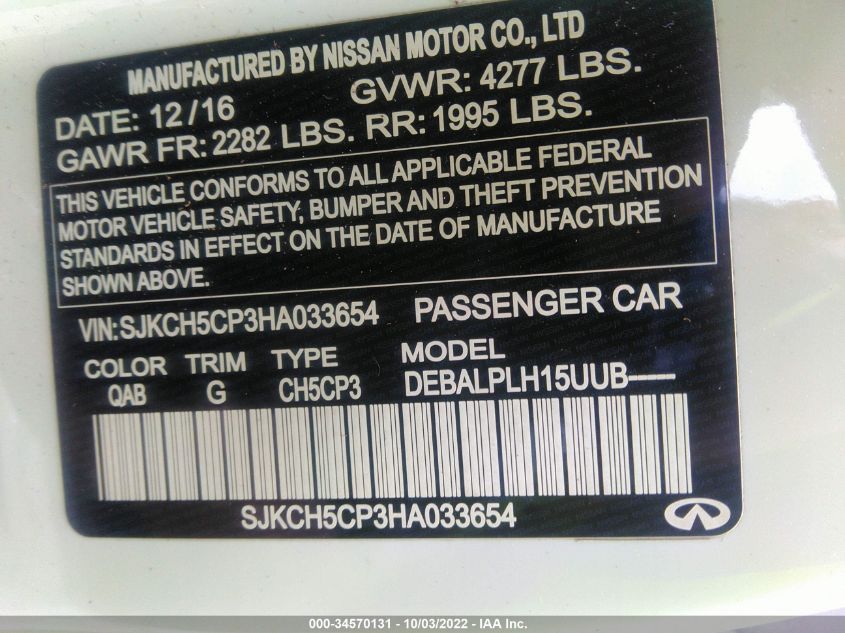 MANUFACTURED BY NISSAN MOTOR CO., LTD
DATE: 12/16 GVWR: 4277 LBS.
GAWR FR: 2282 LBS. RR: 1995 LBS.
THIS VEHICLE CONFORMS TO ALL APPLICABLE FEDERAL
MOTOR VEHICLE SAFETY, BUMPER AND THEFT PREVENTION
STANDARDS IN EFFECT ON THE DATE OF MANUFACTURE
SHOWN ABOVE.
VIN:SJKCH5CP3HA033654 PASSENGER CAR
COLOR TRIM TYPE MODEL
QAB G CH5CP3 DEBALPLH15UUB-----
SJKCH5CP3HA033654
000-34570131 - 10/03/2022 - IAA Inc.